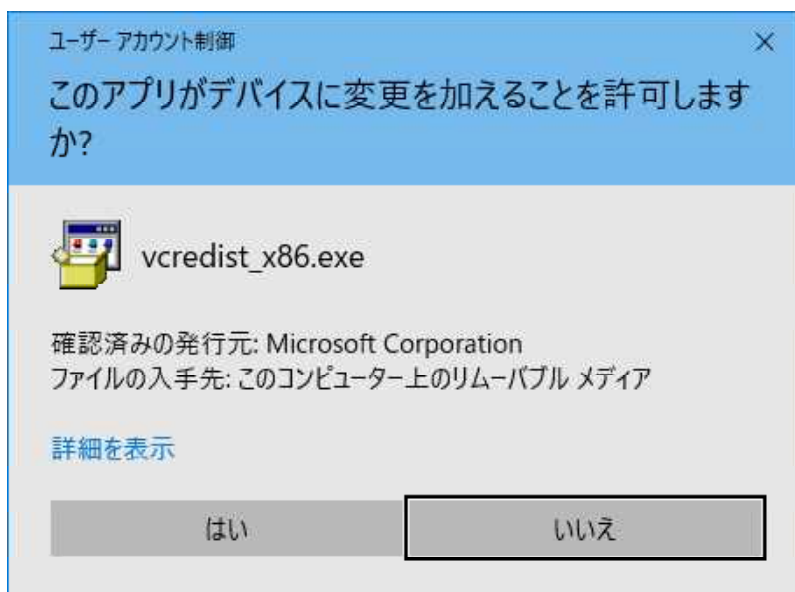 ユーザー アカウント制御
このアプリがデバイスに変更を加えることを許可します
か?
vcredist_x86.exe
確認済みの発行元: Microsoft Corporation
ファイルの入手先: このコンピューター上のリムーバブル メディア
詳細を表示
はい
いいえ